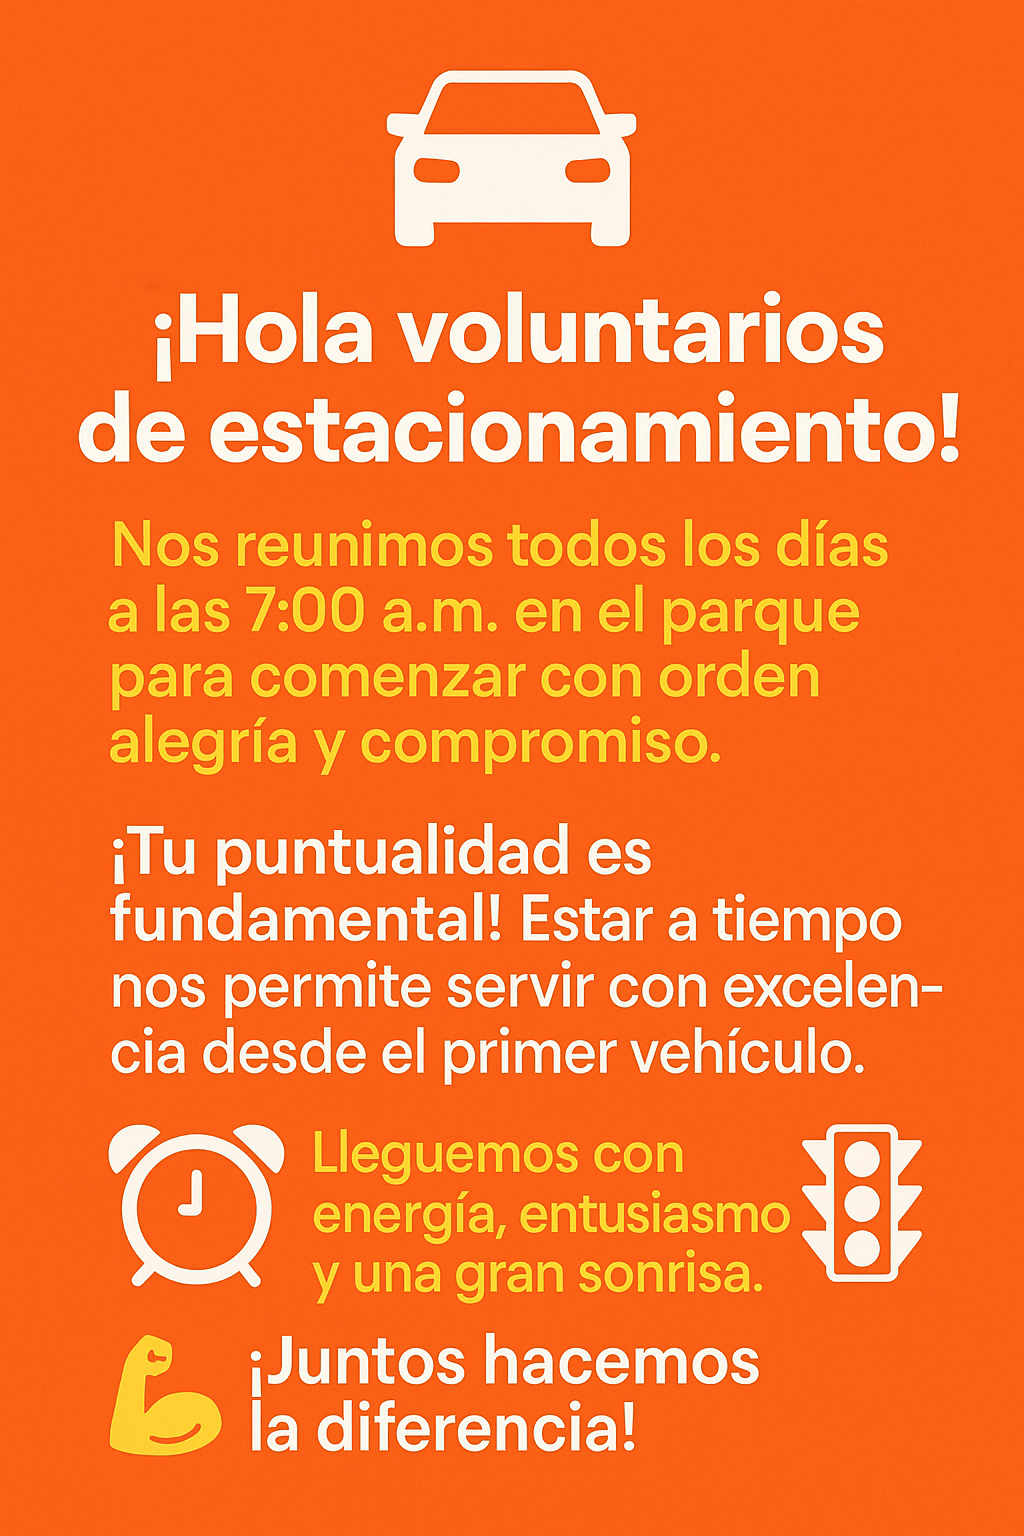 ¡Hola voluntarios
de estacionamiento!
Nos reunimos todos los días
a las 7:00 a.m. en el parque
para comenzar con orden
alegría y compromiso.
¡Tu puntualidad es
fundamental! Estar a tiempo
nos permite servir con excelen-
cia desde el primer vehículo.
Lleguemos con
energía, entusiasmo
y una gran sonrisa.
¡Juntos hacemos
la diferencia!